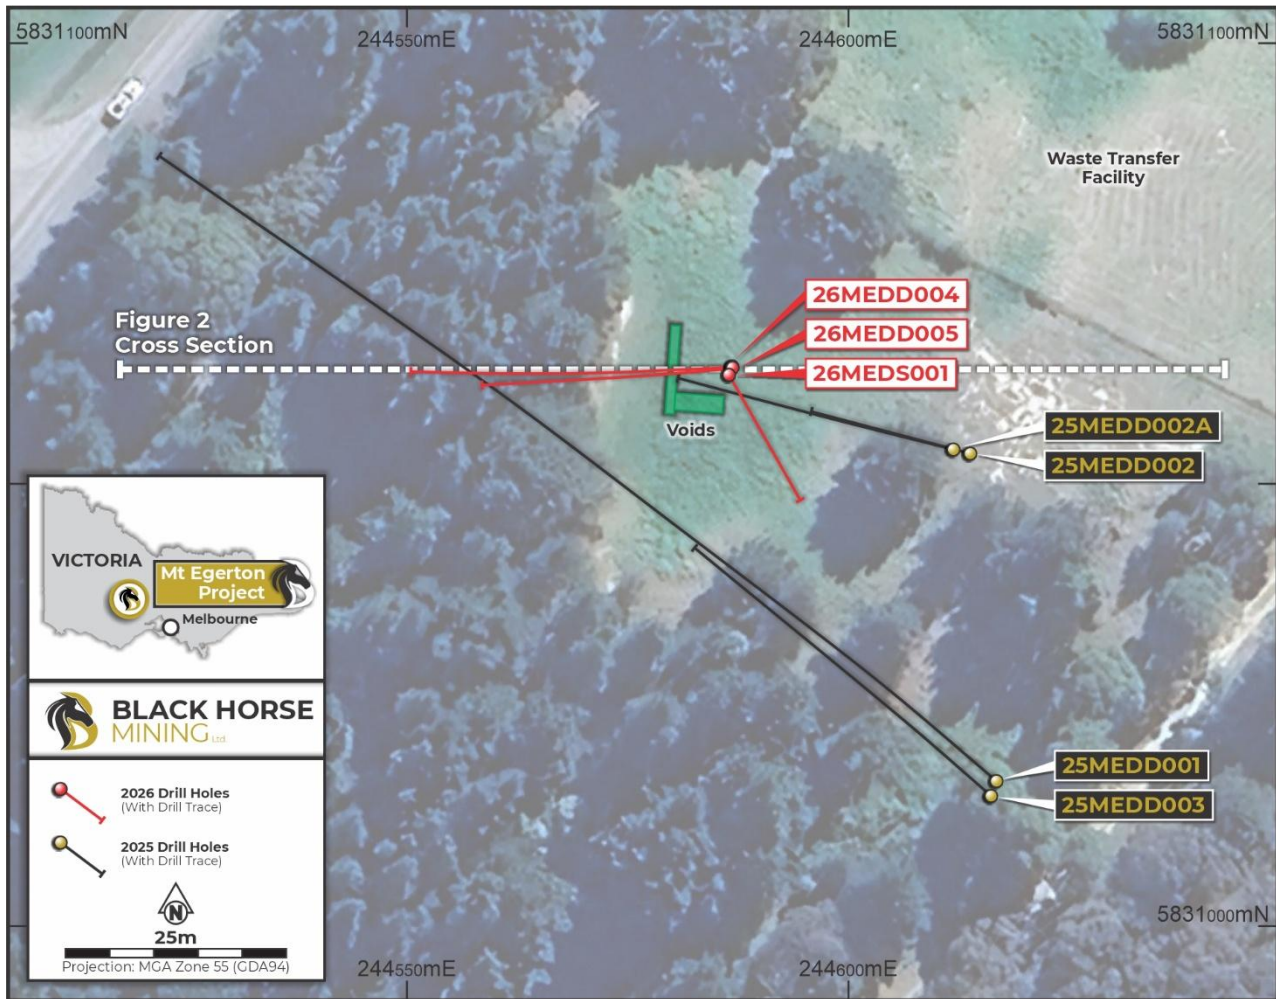 5831100mN
244550mE
244600mE
5831100mN
Waste Transfer
Facility
26MEDD004
26MEDD005
26MEDS001
Figure 2
Cross Section
Voids
25MEDD002A
25MEDD002
VICTORIA
Mt Egerton
Project
Melbourne
BLACK HORSE
MINING Ltd.
25MEDD001
25MEDD003
2026 Drill Holes
(With Drill Trace)
2025 Drill Holes
(With Drill Trace)
N
25m
Projection: MGA Zone 55 (GDA94)
5831000mN
244550mE
244600mE